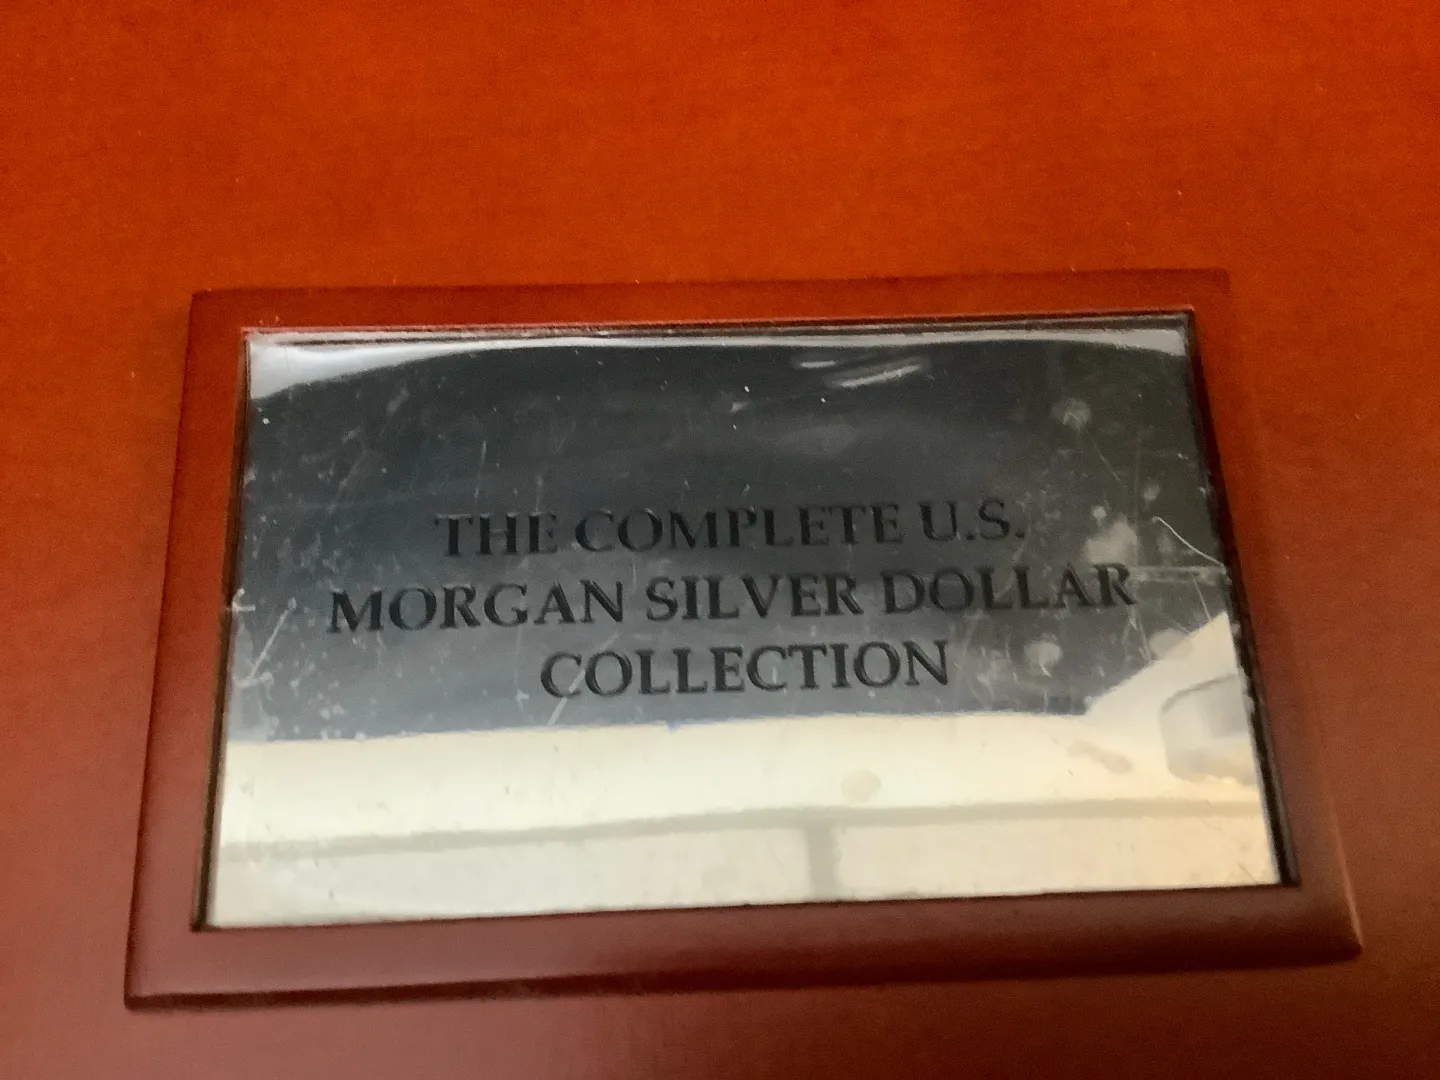 THE COMPLETE U.S.
MORGAN SILVER DOLLAR
COLLECTION